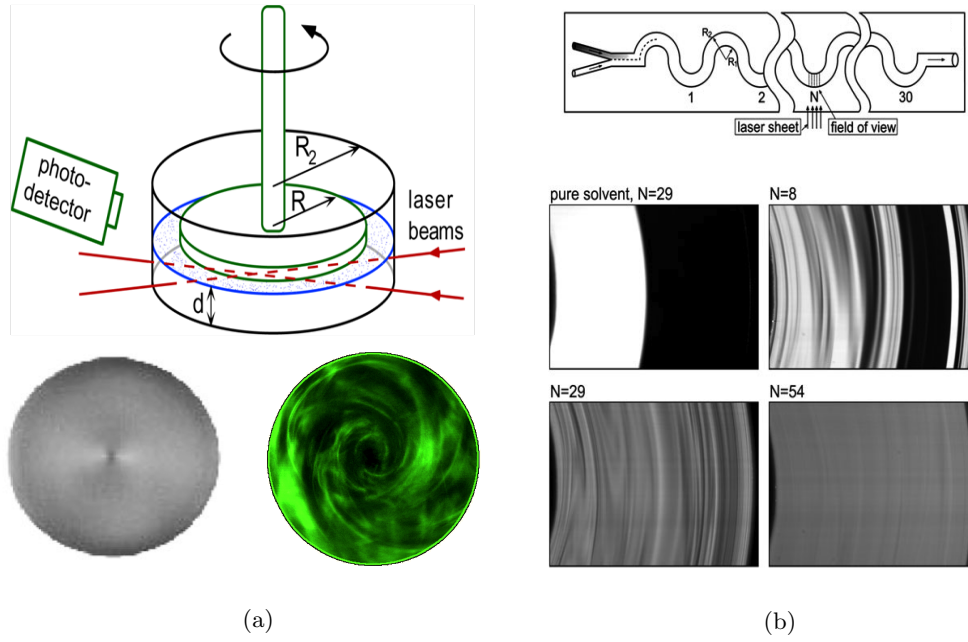 photo-
detector
R₂
R
laser
beams
d
(a)
R₂
R₁
1
2
N
30
laser sheet
field of view
pure solvent, N=29
N=8
N=29
N=54
(b)